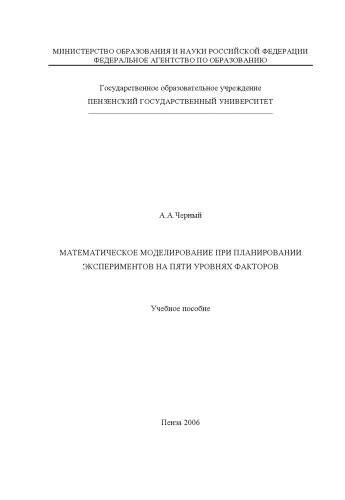 МИНИСТЕРСТВО ОБРАЗОВАНИЯ И НАУКИ РОССИЙСКОЙ ФЕДЕРАЦИИ
ФЕДЕРАЛЬНОЕ АГЕНТСТВО ПО ОБРАЗОВАНИЮ
Государственное образовательное учреждение
ПЕНЗЕНСКИЙ ГОСУДАРСТВЕННЫЙ УНИВЕРСИТЕТ
А.А.Черный
МАТЕМАТИЧЕСКОЕ МОДЕЛИРОВАНИЕ ПРИ ПЛАНИРОВАНИИ
ЭКСПЕРИМЕНТОВ НА ПЯТИ УРОВНЯХ ФАКТОРОВ
Учебное пособие
Пенза 2006